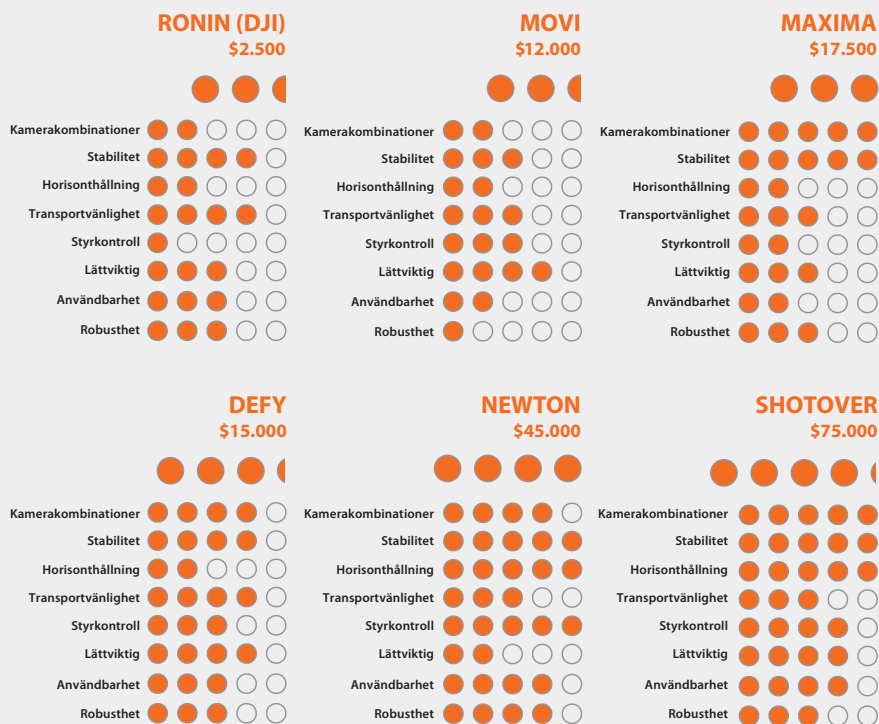 RONIN (DJI)
$2.500
Kamerakombinationer
Stabilitet
Horisonthållning
Transportvänlighet
Styrkontroll
Lättviktig
Användbarhet
Robusthet
MOVI
$12.000
Kamerakombinationer
Stabilitet
Horisonthållning
Transportvänlighet
Styrkontroll
Lättviktig
Användbarhet
Robusthet
MAXIMA
$17.500
Kamerakombinationer
Stabilitet
Horisonthållning
Transportvänlighet
Styrkontroll
Lättviktig
Användbarhet
Robusthet
DEFY
$15.000
Kamerakombinationer
Stabilitet
Horisonthållning
Transportvänlighet
Styrkontroll
Lättviktig
Användbarhet
Robusthet
NEWTON
$45.000
Kamerakombinationer
Stabilitet
Horisonthållning
Transportvänlighet
Styrkontroll
Lättviktig
Användbarhet
Robusthet
SHOTOVER
$75.000
Kamerakombinationer
Stabilitet
Horisonthållning
Transportvänlighet
Styrkontroll
Lättviktig
Användbarhet
Robusthet